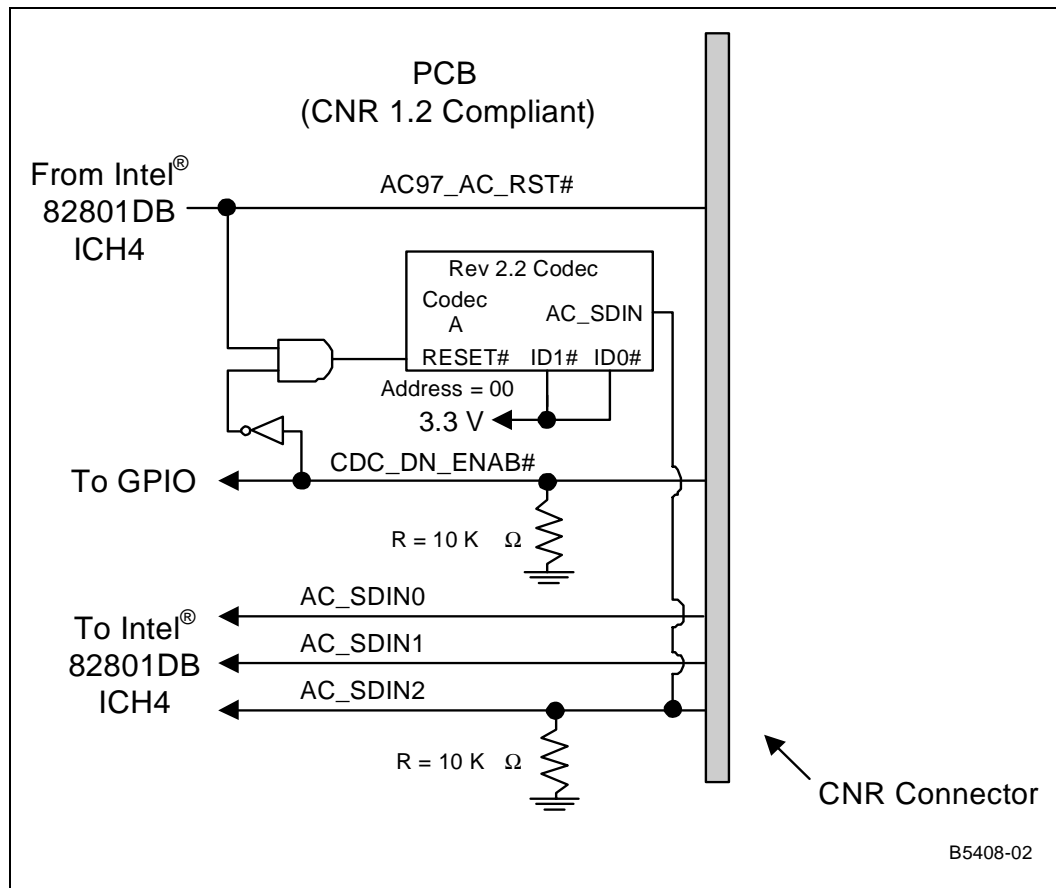 PCB
(CNR 1.2 Compliant)
From Intel®
82801DB
ICH4
AC97_AC_RST#
Rev 2.2 Codec
Codec
A
AC_SDIN
RESET# ID1# ID0#
Address = 00
3.3 V
CDC_DN_ENAB#
To GPIO
R = 10 K Ω
AC_SDIN0
To Intel®
82801DB
ICH4
AC_SDIN1
AC_SDIN2
R = 10 K Ω
CNR Connector
B5408-02